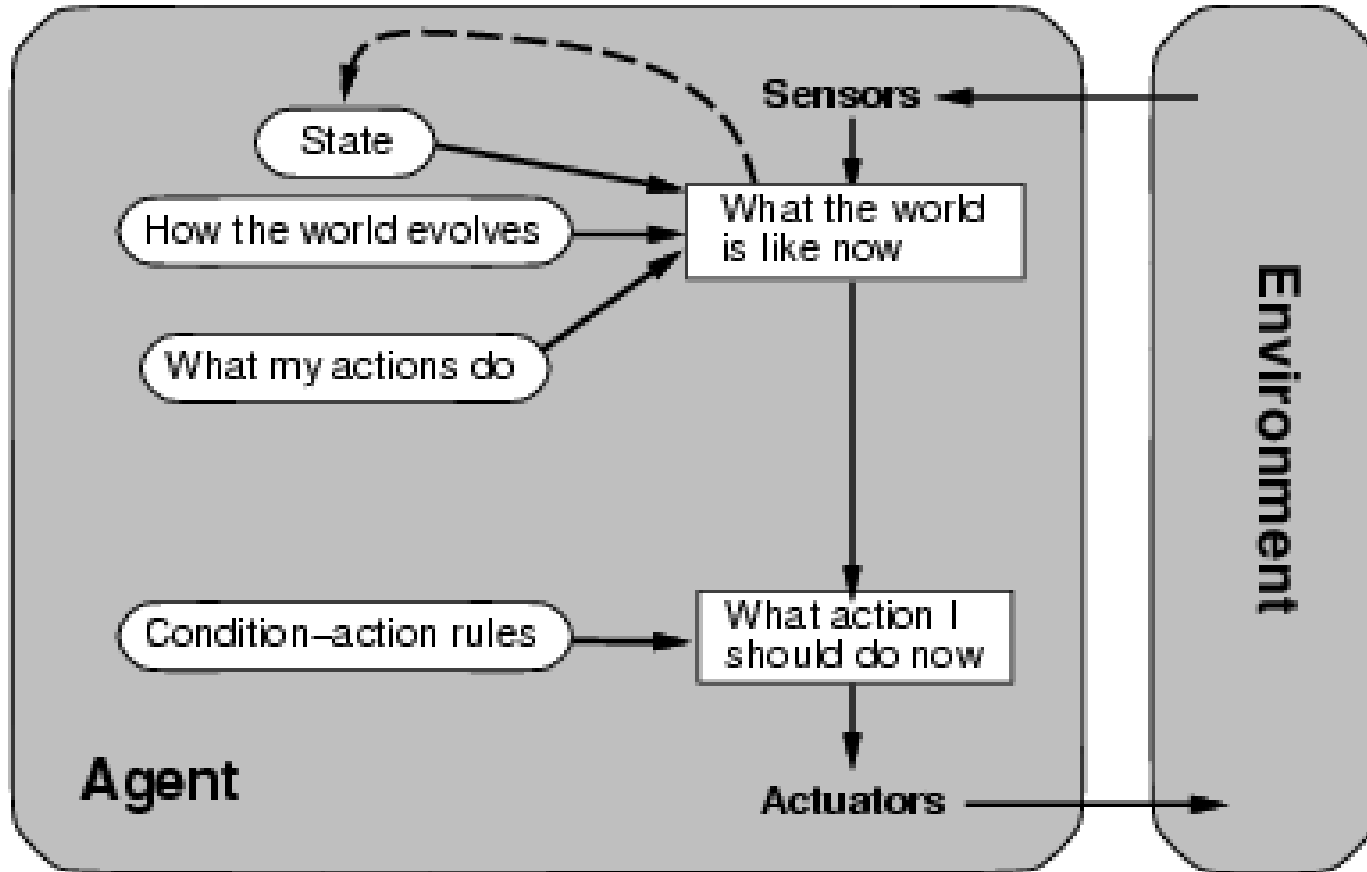 Sensors
State
What the world
is like now
How the world evolves
What my actions do
Environment
Condition–action rules
What action I
should do now
Agent
Actuators